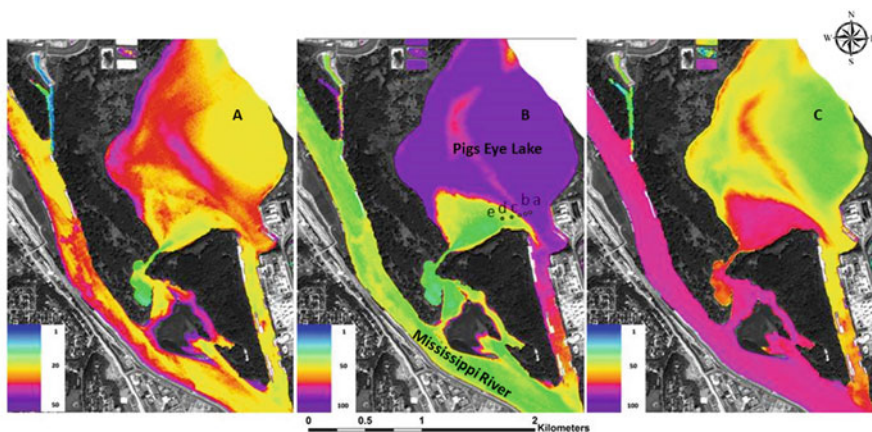 N
W E
S
A
B
C
Pigs Eye Lake
e d c b a
Mississippi River
1
20
50
1
50
100
1
50
100
0 0.5 1 2
Kilometers